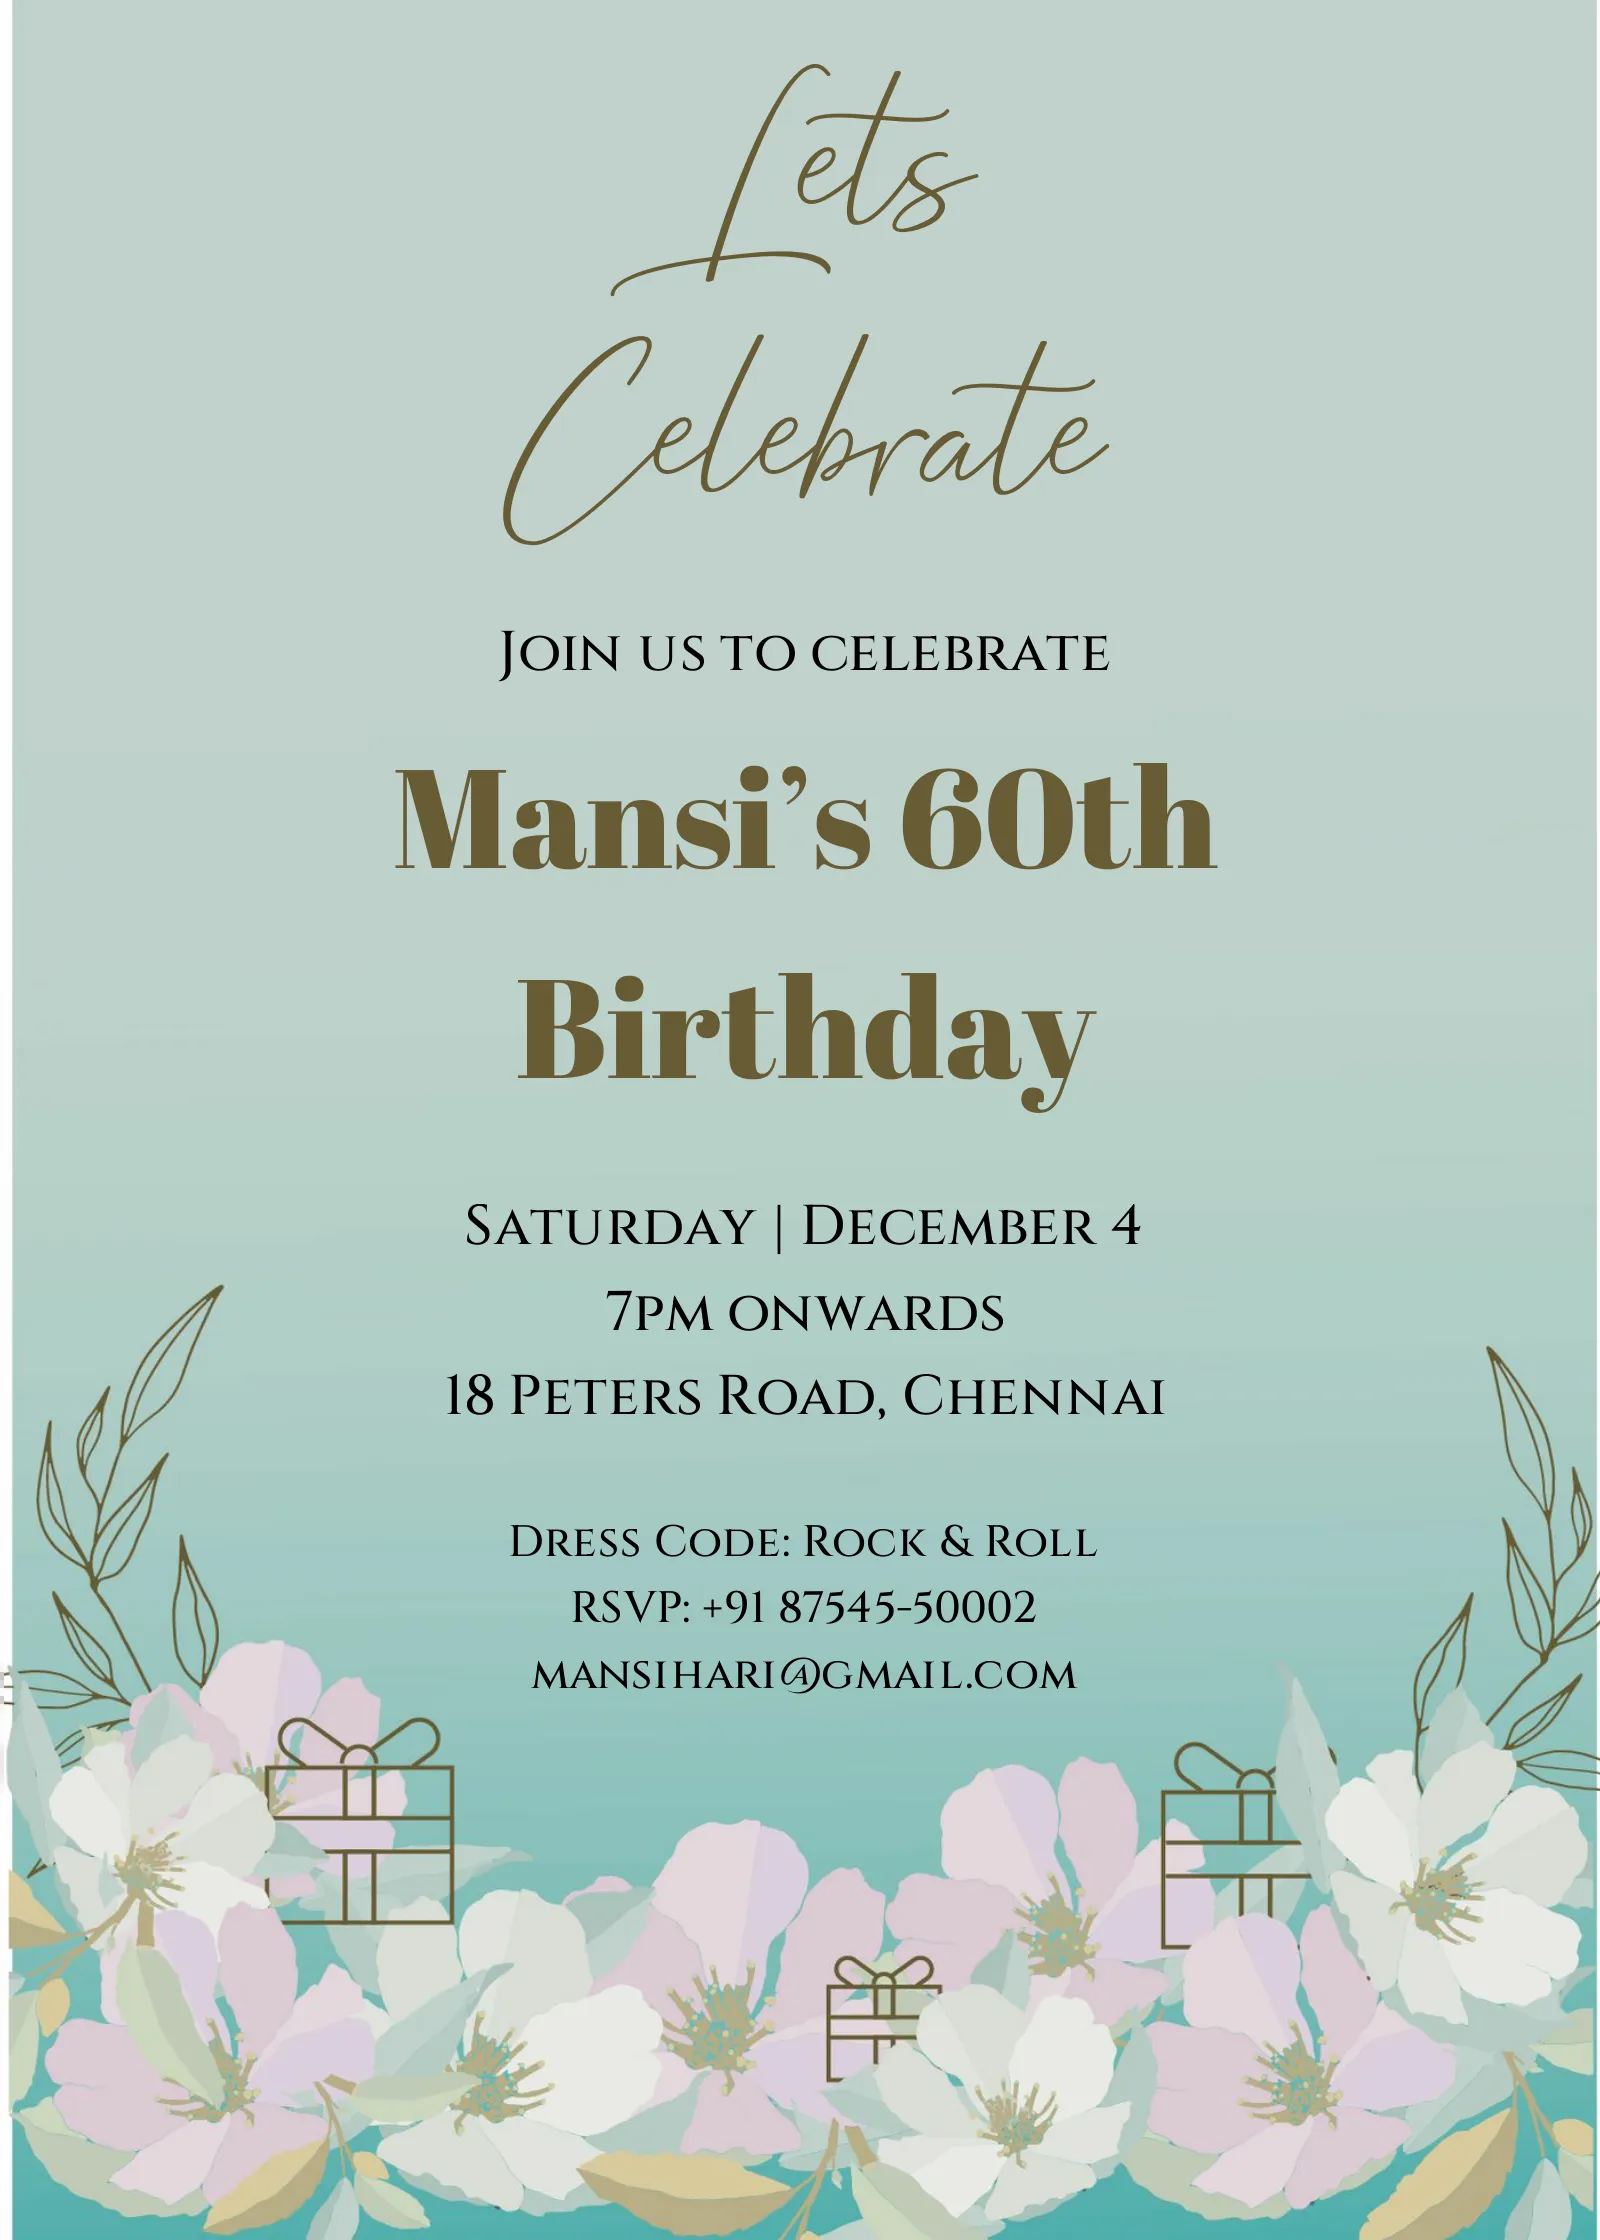 Lets
Celebrate
Join us to celebrate
Mansi's 60th
Birthday
Saturday | December 4
7pm onwards
18 Peters Road, Chennai
Dress Code: Rock & Roll
RSVP: +91 87545-50002
mansihari@gmail.com